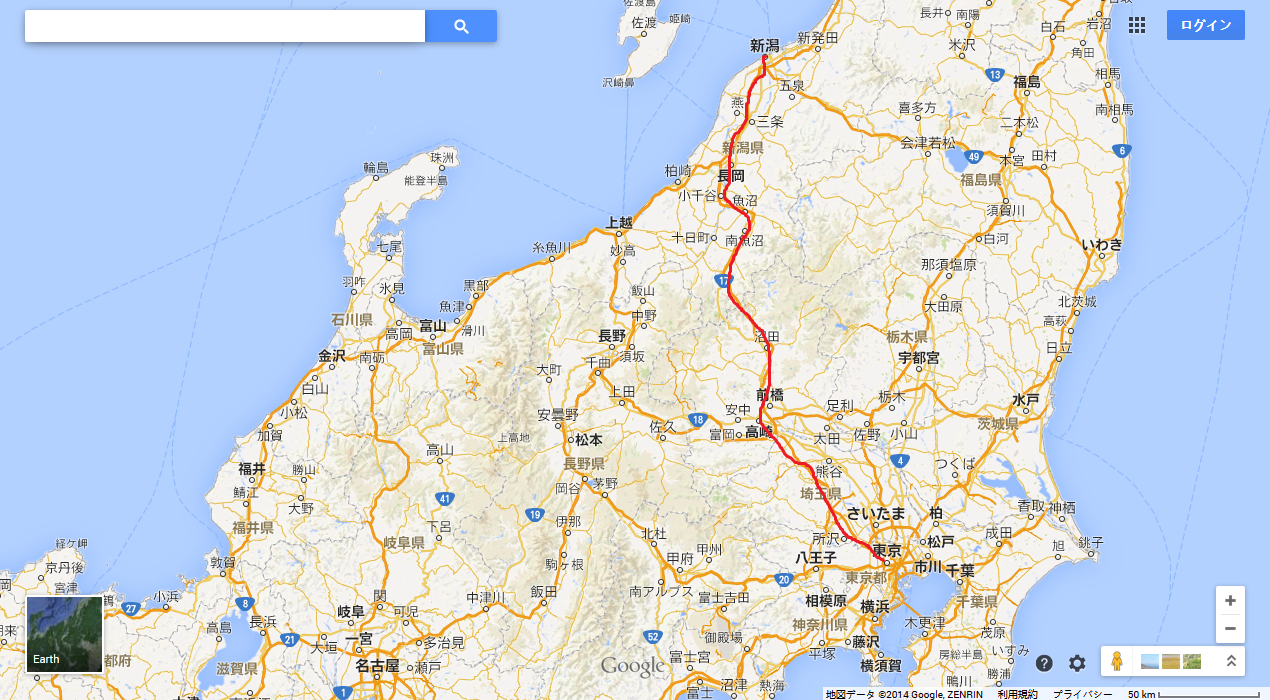 佐渡島
佐渡
姫崎
沢崎鼻
長井
南陽
白石
岩沼
ログイン
新潟
新発田
米沢
角田
13
福島
相馬
五泉
燕
三条
喜多方
二本松
南相馬
新潟県
会津若松
49
本宮
田村
6
珠洲
輪島
能登半島
柏崎
長岡
福島県
小千谷
魚沼
須賀川
上越
十日町
南魚沼
白河
いわき
七尾
糸魚川
妙高
那須塩原
羽咋
氷見
黒部
飯山
17
大田原
北茨城
魚津
石川県
高岡
富山
滑川
中野
高萩
長野
沼田
栃木県
富山県
金沢
南砺
須坂
宇都宮
日立
千曲
大町
白山
上田
前橋
栃木
水戸
小松
安曇野
安中
足利
佐久
18
加賀
上高地
松本
富岡
高崎
太田
佐野
小山
茨城県
高山
長野県
福井
勝山
岡谷
茅野
熊谷
4
つくば
鯖江
41
埼玉県
大野
19
伊那
さいたま
柏
香取
神栖
福井県
下呂
岐阜県
北杜
所沢
東京
松戸
成田
旭
銚子
経ケ岬
京丹後
敦賀
駒ヶ根
甲府
甲州
八王子
市川
千葉
宮津
小浜
関
中津川
飯田
南アルプス
20
東京都
27
8
岐阜
可児
富士吉田
相模原
横浜
千葉県
高島
長浜
21
大垣
一宮
多治見
52
御殿場
神奈川県
木更津
茂原
Earth
都府
滋賀県
名古屋
瀬戸
Google
富士宮
平塚
藤沢
横須賀
房総半島
いすみ
鴨川
勝浦
1
富士
沼津
熱海
地図データ ©2014 Google, ZENRIN
利用規約
プライバシー
50 km